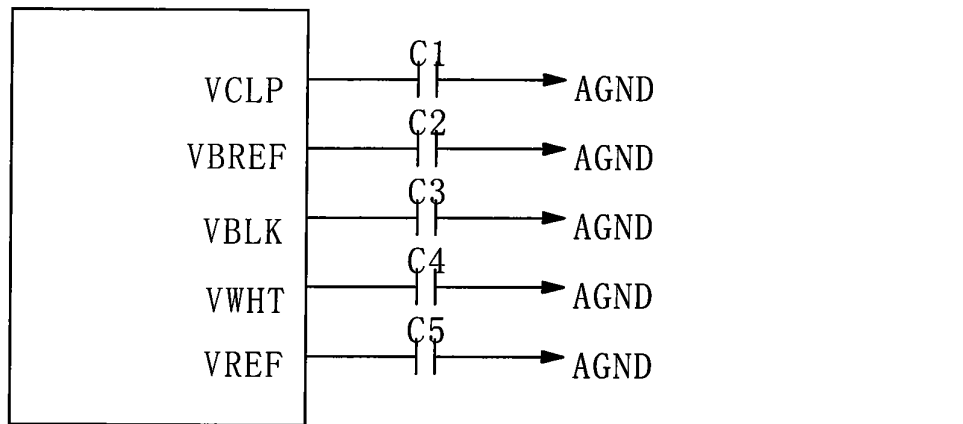 C1
VCLP AGND
C2
VBREF AGND
C3
VBLK AGND
C4
VWHT AGND
C5
VREF AGND